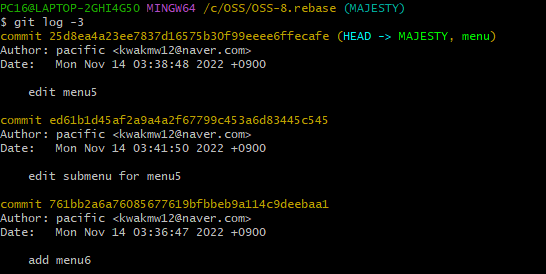 PC16@LAPTOP-2GHI4G50 MINGW64 /c/OSS/OSS-8.rebase (MAJESTY)
$ git log -3
commit 25d8ea4a23ee7837d16575b30f99eeee6ffecafe (HEAD -> MAJESTY, menu)
Author: pacific <kwakmw12@naver.com>
Date:   Mon Nov 14 03:38:48 2022 +0900
edit menu5
commit ed61b1d45af2a9a4a2f67799c453a6d83445c545
Author: pacific <kwakmw12@naver.com>
Date:   Mon Nov 14 03:41:50 2022 +0900
edit submenu for menu5
commit 761bb2a6a76085677619bfbbeb9a114c9deebaa1
Author: pacific <kwakmw12@naver.com>
Date:   Mon Nov 14 03:36:47 2022 +0900
add menu6